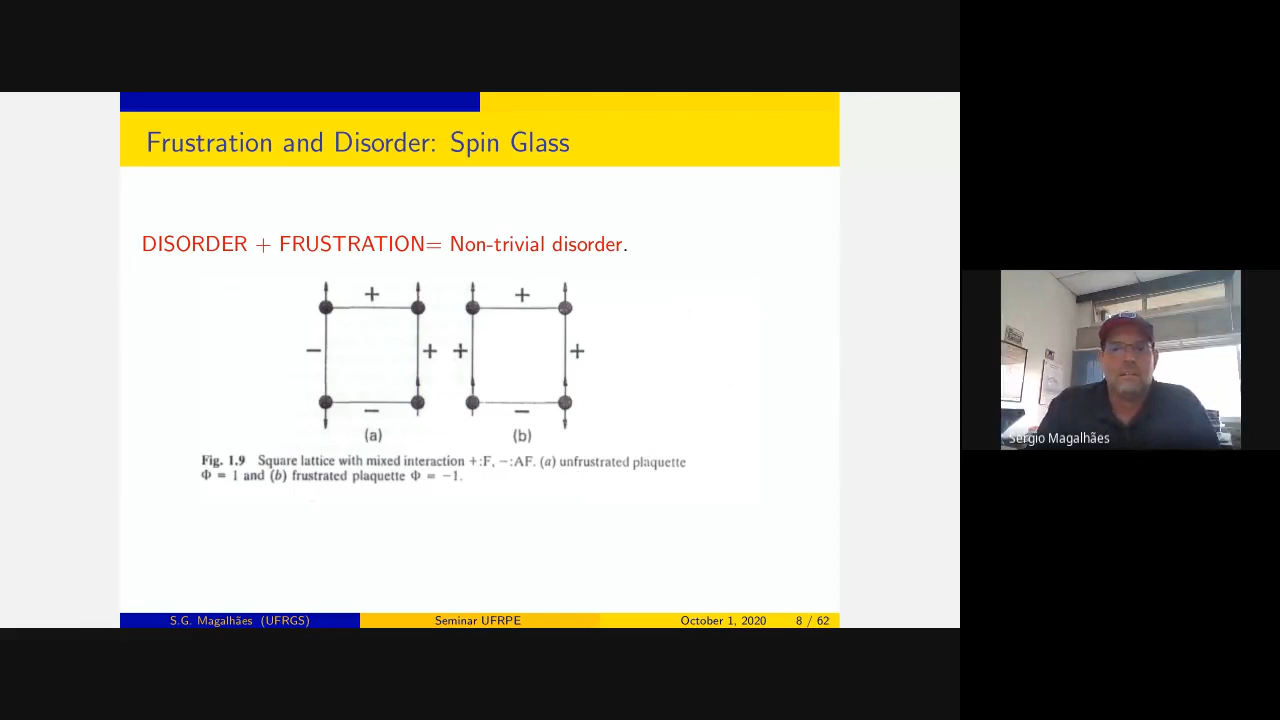 Frustration and Disorder: Spin Glass
DISORDER + FRUSTRATION= Non-trivial disorder.
+ +
− + + +
− −
(a) (b)
Fig. 1.9 Square lattice with mixed interaction +:F, −:AF. (a) unfrustrated plaquette
Φ = 1 and (b) frustrated plaquette Φ = −1.
S.G. Magalhães (UFRGS) Seminar UFRPE October 1, 2020 8 / 62
Sergio Magalhães